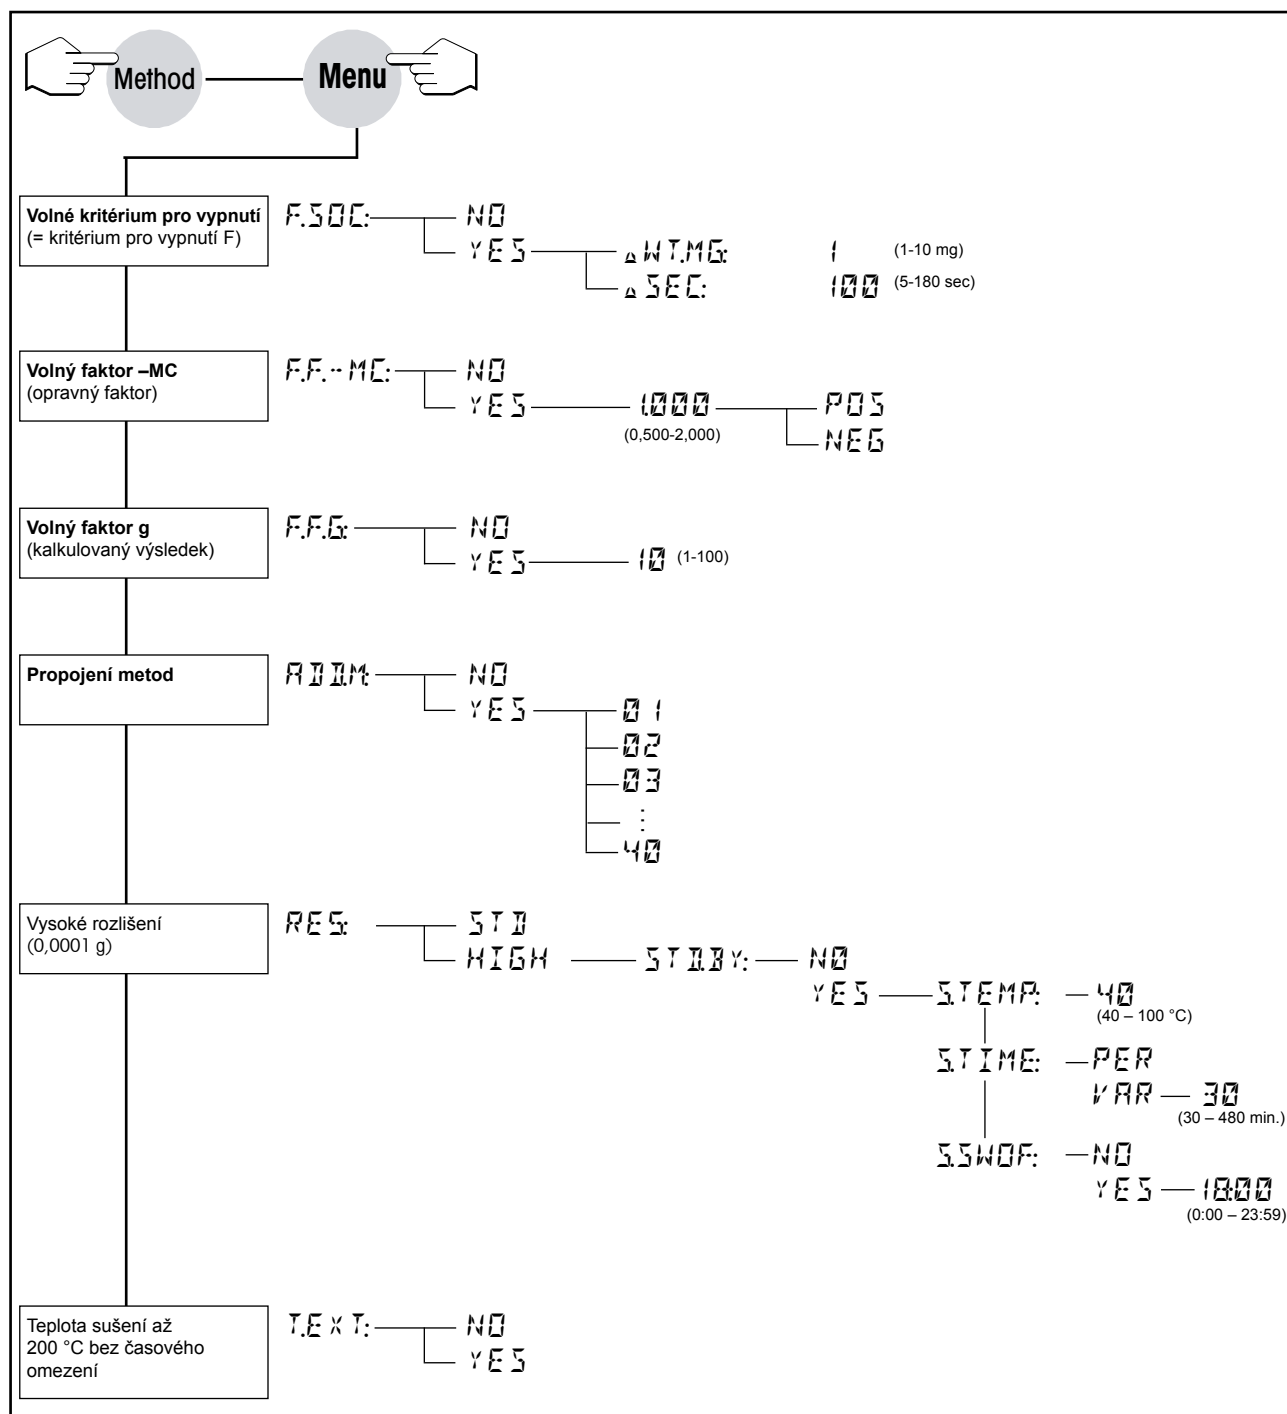 Method Menu
Volné kritérium pro vypnutí
(= kritérium pro vypnutí F)
F.SOC:
NO
YES
△WT.MG: 1 (1-10 mg)
△SEC: 100 (5-180 sec)
Volný faktor –MC
(opravný faktor)
F.F.-MC:
NO
YES
1.000
(0,500-2,000)
POS
NEG
Volný faktor g
(kalkulovaný výsledek)
F.F.G:
NO
YES
10 (1-100)
Propojení metod
ADD.M:
NO
YES
01
02
03
⋮
40
Vysoké rozlišení
(0,0001 g)
RES:
STD
HIGH
STD.BY:
NO
YES
S.TEMP:
40
(40 – 100 °C)
S.TIME:
PER
VAR
30
(30 – 480 min.)
S.SWOF:
NO
YES
18:00
(0:00 – 23:59)
Teplota sušení až
200 °C bez časového
omezení
T.EXT:
NO
YES